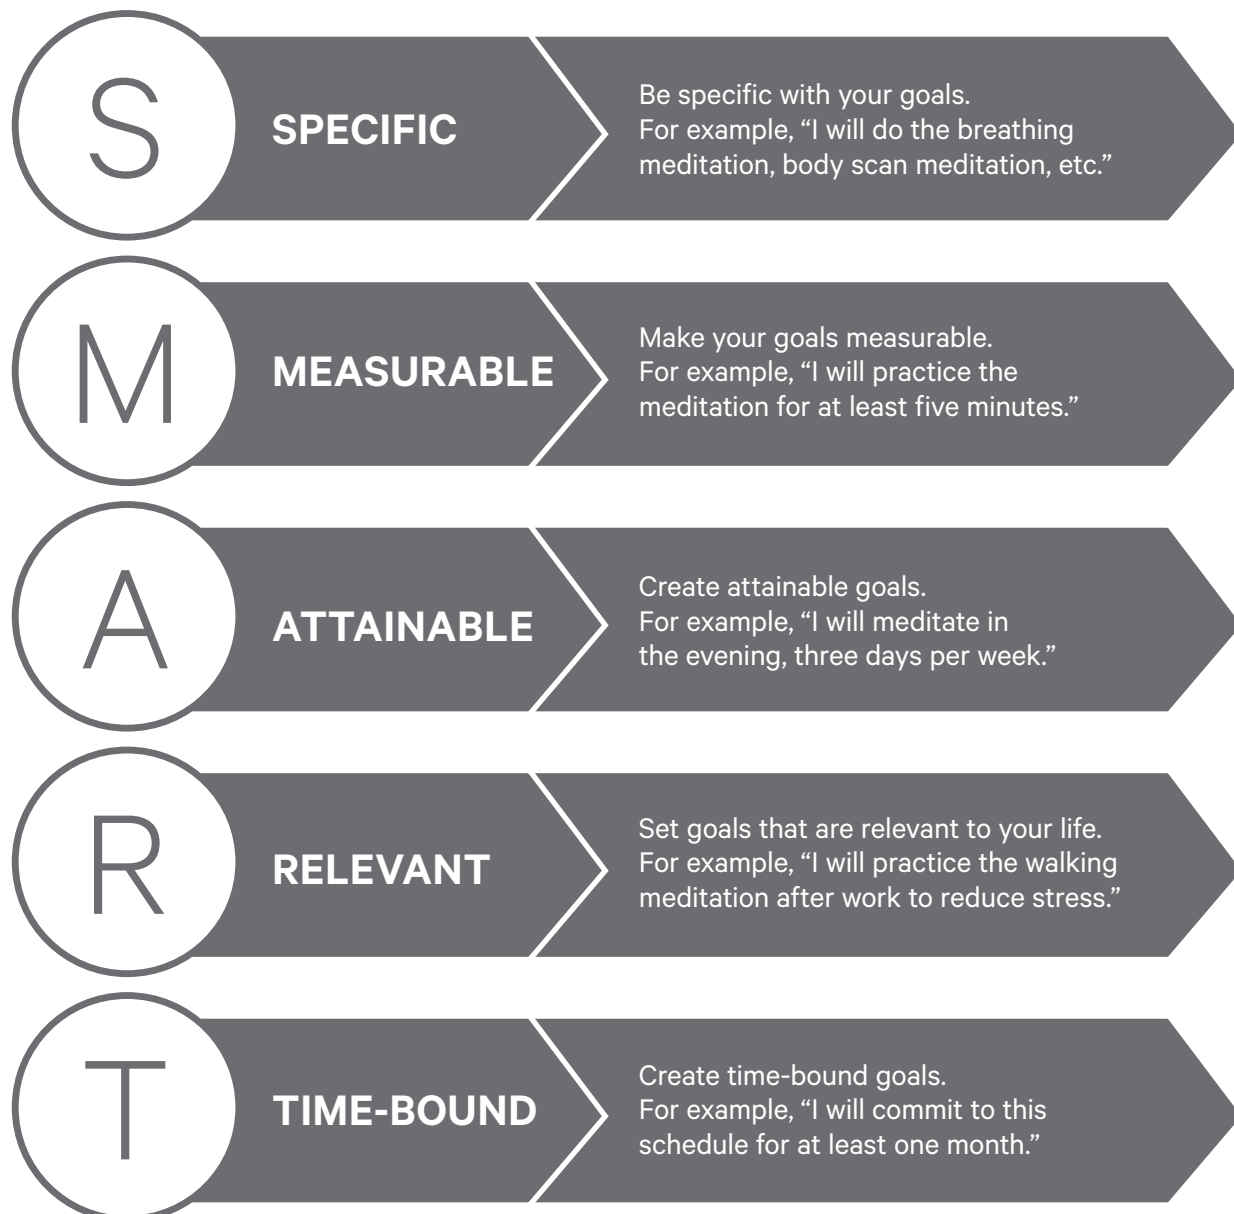 S
SPECIFIC
Be specific with your goals.
For example, “I will do the breathing
meditation, body scan meditation, etc.”
M
MEASURABLE
Make your goals measurable.
For example, “I will practice the
meditation for at least five minutes.”
A
ATTAINABLE
Create attainable goals.
For example, “I will meditate in
the evening, three days per week.”
R
RELEVANT
Set goals that are relevant to your life.
For example, “I will practice the walking
meditation after work to reduce stress.”
T
TIME-BOUND
Create time-bound goals.
For example, “I will commit to this
schedule for at least one month.”